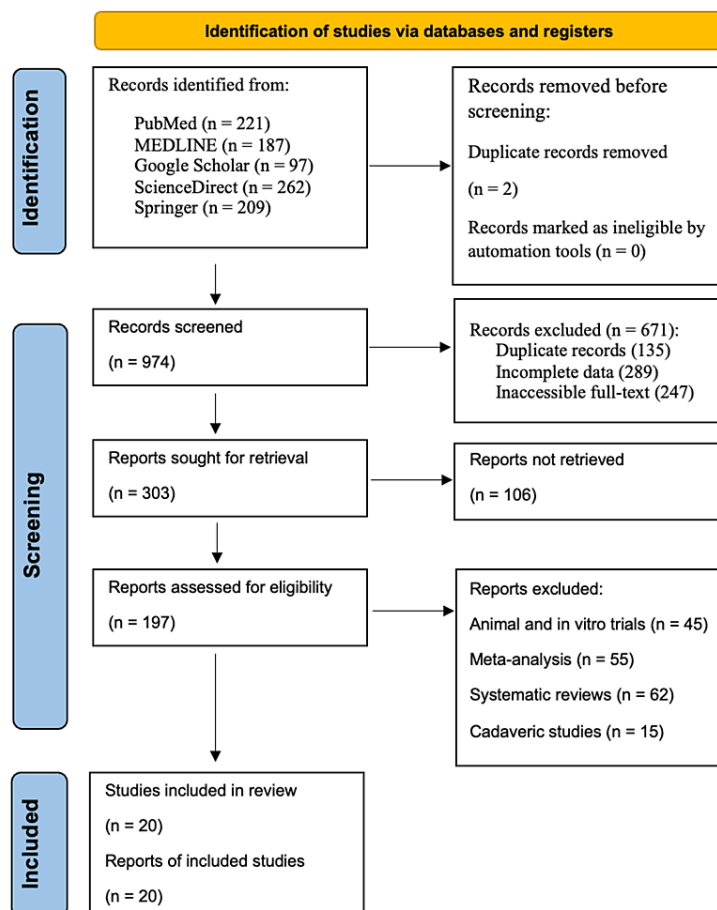 Identification of studies via databases and registers
Identification
Records identified from:
PubMed (n = 221)
MEDLINE (n = 187)
Google Scholar (n = 97)
ScienceDirect (n = 262)
Springer (n = 209)
Records removed before
screening:
Duplicate records removed
(n = 2)
Records marked as ineligible by
automation tools (n = 0)
Screening
Records screened
(n = 974)
Records excluded (n = 671):
Duplicate records (135)
Incomplete data (289)
Inaccessible full-text (247)
Reports sought for retrieval
(n = 303)
Reports not retrieved
(n = 106)
Reports assessed for eligibility
(n = 197)
Reports excluded:
Animal and in vitro trials (n = 45)
Meta-analysis (n = 55)
Systematic reviews (n = 62)
Cadaveric studies (n = 15)
Included
Studies included in review
(n = 20)
Reports of included studies
(n = 20)